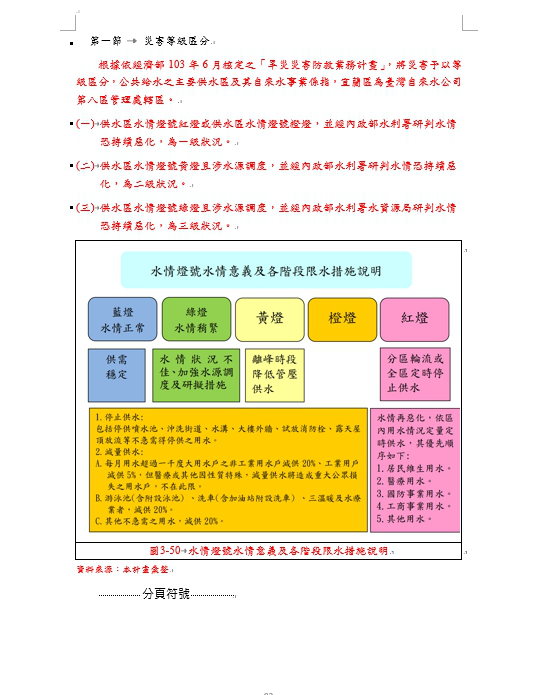 第一節 → 災害等級區分
根據依經濟部 103 年 6 月核定之「旱災災害防救業務計畫」，將災害予以等
級區分，公共給水之主要供水區及其自來水事業係指，宜蘭區為臺灣自來水公司
第八區管理處轄區。
(一)供水區水情燈號紅燈或供水區水情燈號橙燈，並經內政部水利署研判水情
恐持續惡化，為一級狀況。
(二)供水區水情燈號黃燈且涉水源調度，並經內政部水利署研判水情恐持續惡
化，為二級狀況。
(三)供水區水情燈號綠燈且涉水源調度，並經內政部水利署水資源局研判水情
恐持續惡化，為三級狀況。
水情燈號水情意義及各階段限水措施說明
藍燈
水情正常
綠燈
水情稍緊
黃燈
橙燈
紅燈
供需
穩定
水情狀況不
佳、加強水源調
度及研擬措施
離峰時段
降低管壓
供水
分區輪流或
全區定時停
止供水
1.停止供水:
包括停供噴水池、沖洗街道、水溝、大樓外牆、試放消防栓、露天屋
頂放流等不急需得停供之用水。
2.減量供水:
A.每月用水超過一千度大用水戶之非工業用水戶減供 20%、工業用戶
減供 5%，但醫療或其他因性質特殊，減量供水將造成重大公眾損
失之用水戶，不在此限。
B.游泳池(含附設泳池)、洗車(含加油站附設洗車)、三溫暖及水療
業者，減供 20%。
C.其他不急需之用水，減供 20%。
水情再惡化，依區
內用水情況定量定
時供水，其優先順
序如下:
1.居民維生用水。
2.醫療用水。
3.國防事業用水。
4.工商事業用水。
5.其他用水。
圖3-50→水情燈號水情意義及各階段限水措施說明
資料來源：本計畫彙整
分頁符號